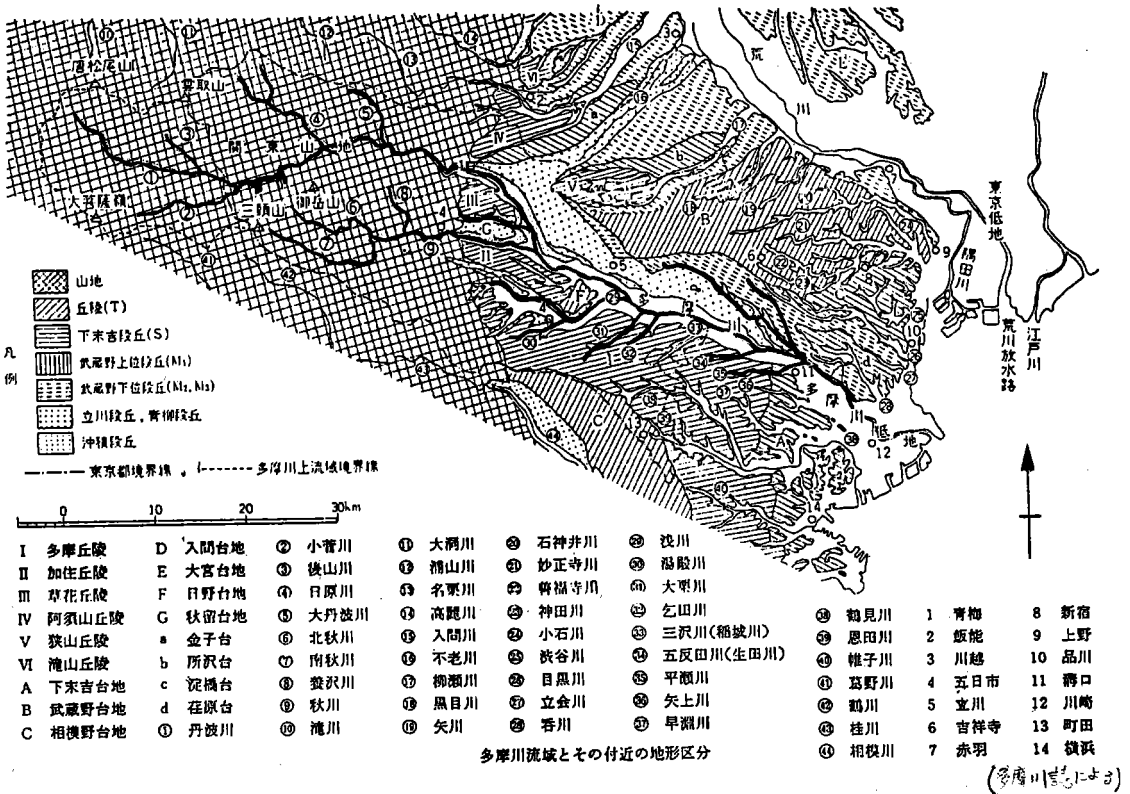 雲取山
関東山地
大菩薩嶺
三頭山
御岳山
荒川
東京低地
隅田川
荒川放水路
江戸川
多摩川低地
凡例
山地
丘陵(T)
下末吉段丘(S)
武蔵野上位段丘(M₁)
武蔵野下位段丘(M₂,M₃)
立川段丘,青柳段丘
沖積段丘
東京都境界線
多摩川上流域境界線
0 10 20 30km
I 多摩丘陵
II 加住丘陵
III 草花丘陵
IV 阿須山丘陵
V 狭山丘陵
VI 滝山丘陵
A 下末吉台地
B 武蔵野台地
C 相模野台地
D 入間台地
E 大宮台地
F 日野台地
G 秋留台地
a 金子台
b 所沢台
c 淀橋台
d 荏原台
① 丹波川
② 小菅川
③ 後山川
④ 日原川
⑤ 大丹波川
⑥ 北秋川
⑦ 南秋川
⑧ 養沢川
⑨ 秋川
⑩ 滝川
⑪ 大洞川
⑫ 浦山川
⑬ 名栗川
⑭ 高麗川
⑮ 入間川
⑯ 不老川
⑰ 柳瀬川
⑱ 黒目川
⑲ 矢川
⑳ 石神井川
㉑ 妙正寺川
㉒ 善福寺川
㉓ 神田川
㉔ 小石川
㉕ 渋谷川
㉖ 目黒川
㉗ 立会川
㉘ 呑川
㉙ 浅川
㉚ 湯殿川
㉛ 大栗川
㉜ 乞田川
㉝ 三沢川(稲城川)
㉞ 五反田川(生田川)
㉟ 平瀬川
㊱ 矢上川
㊲ 早淵川
㊳ 鶴見川
㊴ 恩田川
㊵ 帷子川
㊶ 葛野川
㊷ 鶴川
㊸ 桂川
㊹ 相模川
1 青梅
2 飯能
3 川越
4 五日市
5 立川
6 吉祥寺
7 赤羽
8 新宿
9 上野
10 品川
11 溝口
12 川崎
13 町田
14 横浜
多摩川流域とその付近の地形区分
(多摩川誌による)